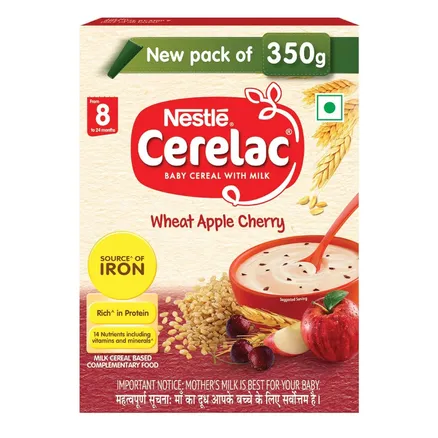 New pack of 350g
From
8
to 24 months
Nestlé®
Cerelac®
BABY CEREAL WITH MILK
Wheat Apple Cherry
SOURCE^ OF
IRON
Rich^ in Protein
14 Nutrients including
vitamins and minerals^
MILK CEREAL BASED
COMPLEMENTARY FOOD
Suggested Serving
IMPORTANT NOTICE: MOTHER'S MILK IS BEST FOR YOUR BABY.
महत्वपूर्ण सूचना: माँ का दूध आपके बच्चे के लिए सर्वोत्तम है।